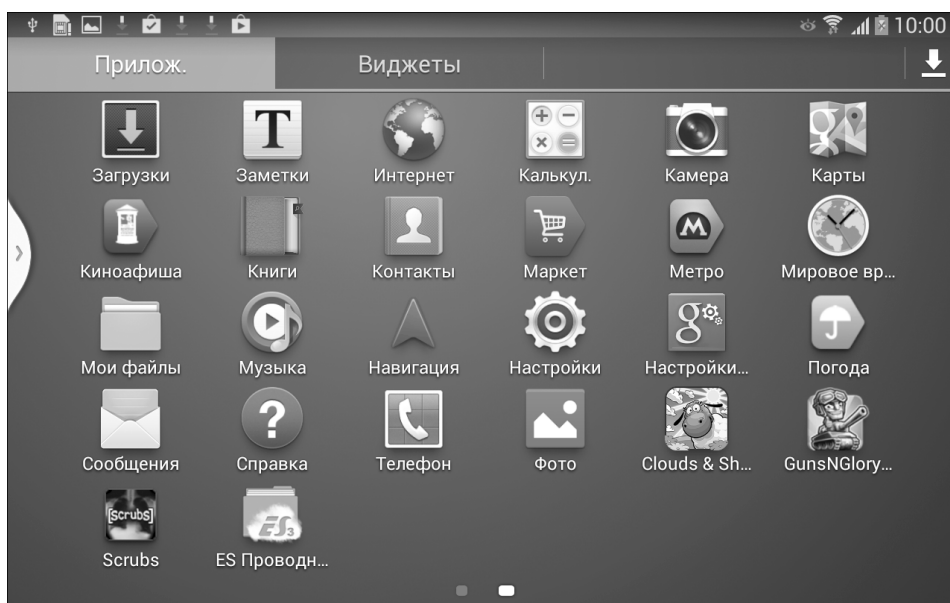 10:00
Прилож. Виджеты
Загрузки Заметки Интернет Калькул. Камера Карты
Киноафиша Книги Контакты Маркет Метро Мировое вр...
Мои файлы Музыка Навигация Настройки Настройки... Погода
Сообщения Справка Телефон Фото Clouds & Sh... GunsNGlory...
[scrubs]
Scrubs ES Проводн...